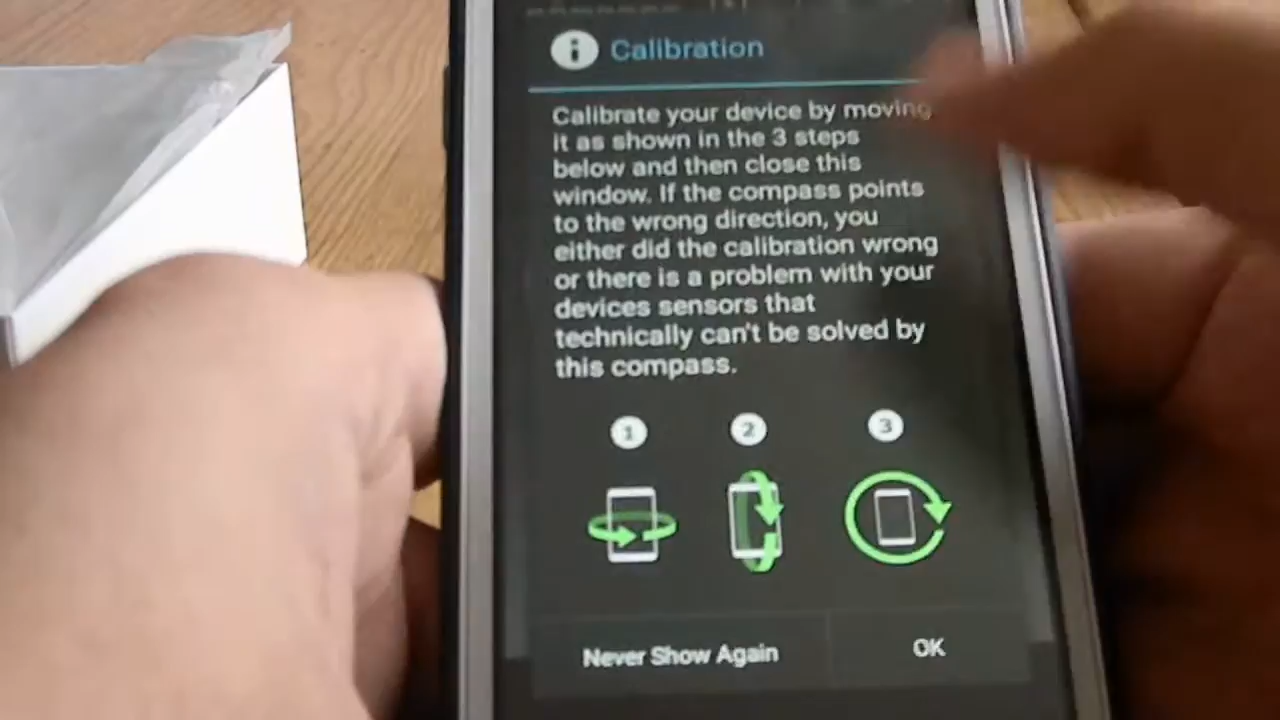 Calibration
Calibrate your device by moving
it as shown in the 3 steps
below and then close this
window. If the compass points
to the wrong direction, you
either did the calibration wrong
or there is a problem with your
devices sensors that
technically can't be solved by
this compass.
1 2 3
Never Show Again OK